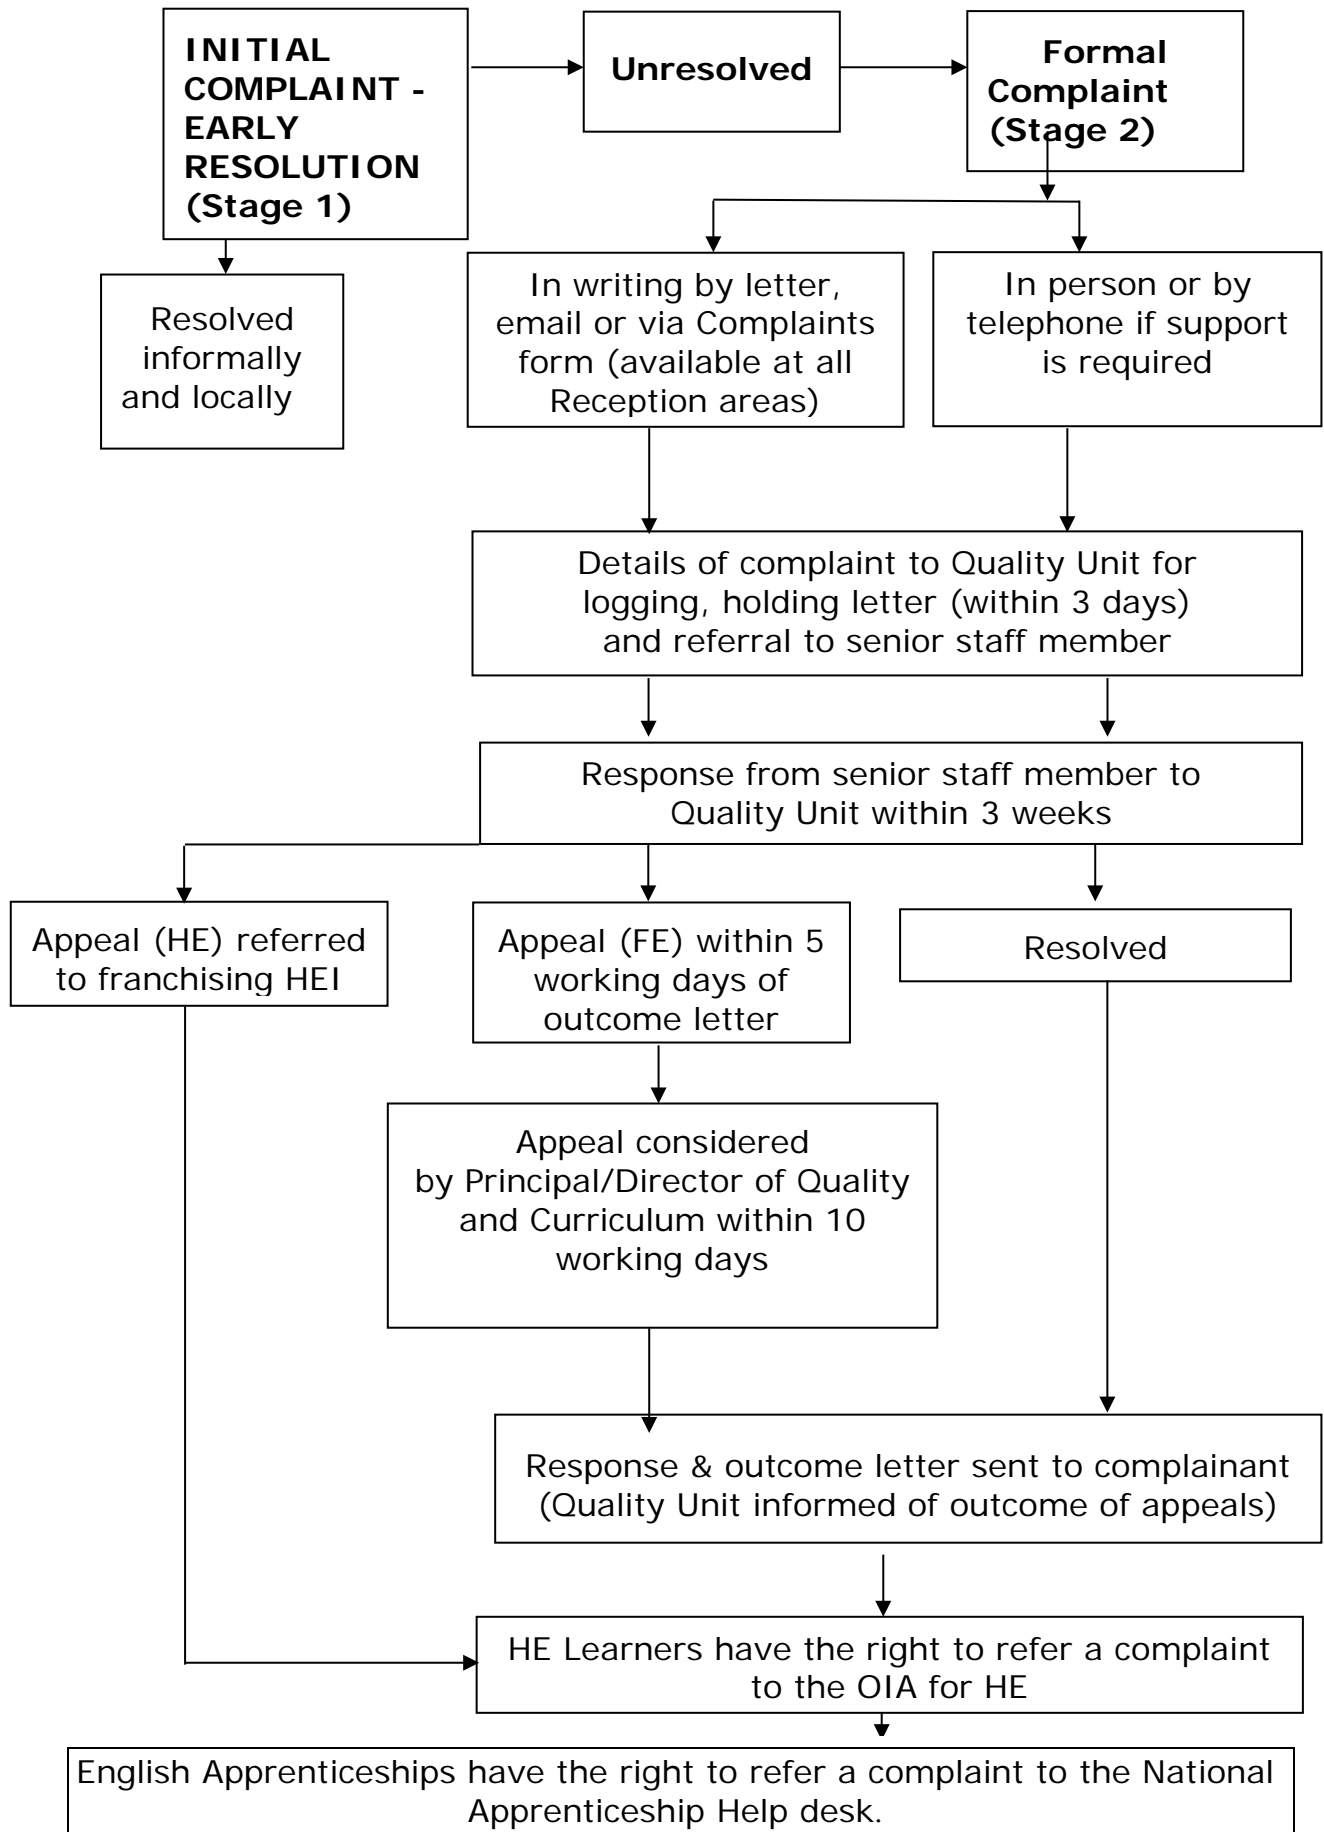 INITIAL
COMPLAINT -
EARLY
RESOLUTION
(Stage 1)
Unresolved
Formal
Complaint
(Stage 2)
Resolved
informally
and locally
In writing by letter,
email or via Complaints
form (available at all
Reception areas)
In person or by
telephone if support
is required
Details of complaint to Quality Unit for
logging, holding letter (within 3 days)
and referral to senior staff member
Response from senior staff member to
Quality Unit within 3 weeks
Appeal (HE) referred
to franchising HEI
Appeal (FE) within 5
working days of
outcome letter
Resolved
Appeal considered
by Principal/Director of Quality
and Curriculum within 10
working days
Response & outcome letter sent to complainant
(Quality Unit informed of outcome of appeals)
HE Learners have the right to refer a complaint
to the OIA for HE
English Apprenticeships have the right to refer a complaint to the National
Apprenticeship Help desk.